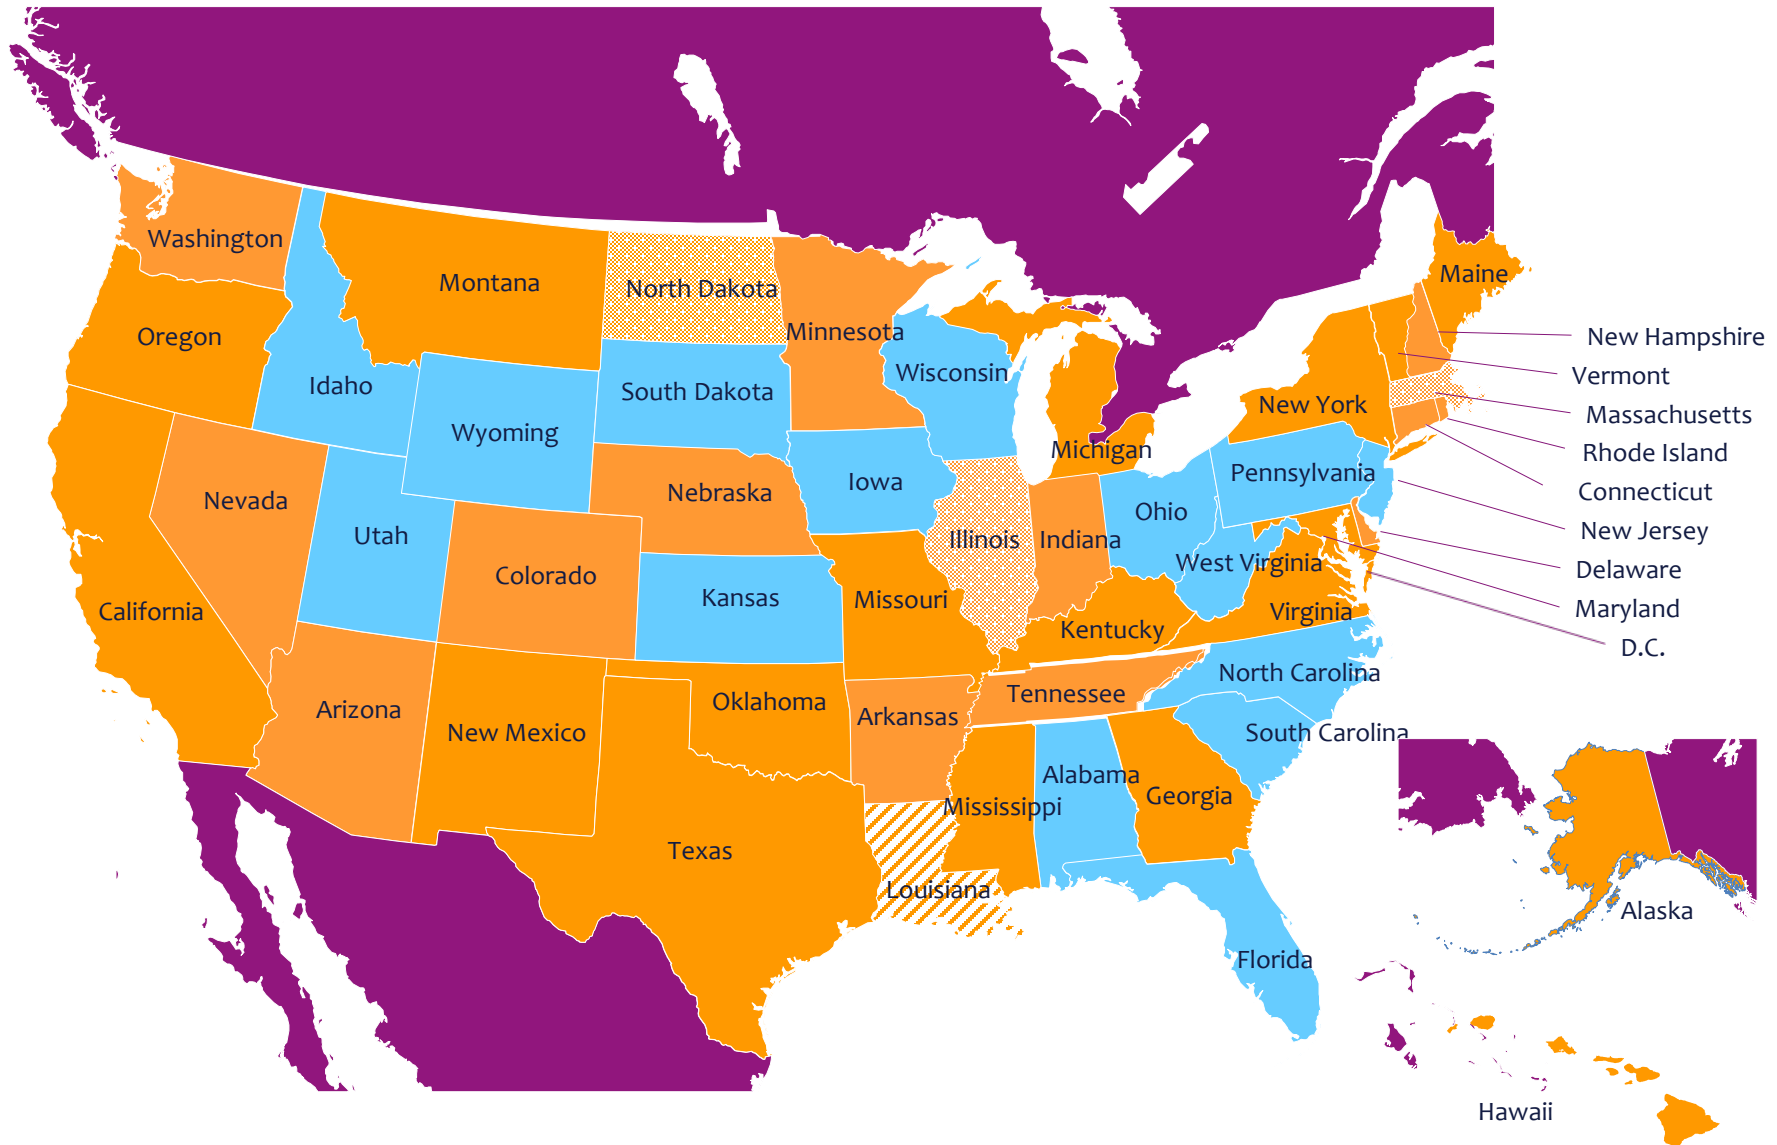 Washington
Montana
North Dakota
Minnesota
Maine
Oregon
Idaho
South Dakota
Wisconsin
New Hampshire
Vermont
Wyoming
New York
Massachusetts
Michigan
Rhode Island
Nevada
Nebraska
Iowa
Pennsylvania
Connecticut
Utah
Illinois
Indiana
Ohio
New Jersey
Colorado
Kansas
West Virginia
Delaware
California
Missouri
Virginia
Maryland
Kentucky
D.C.
Arizona
New Mexico
Oklahoma
Arkansas
Tennessee
North Carolina
South Carolina
Mississippi
Alabama
Georgia
Texas
Louisiana
Alaska
Florida
Hawaii